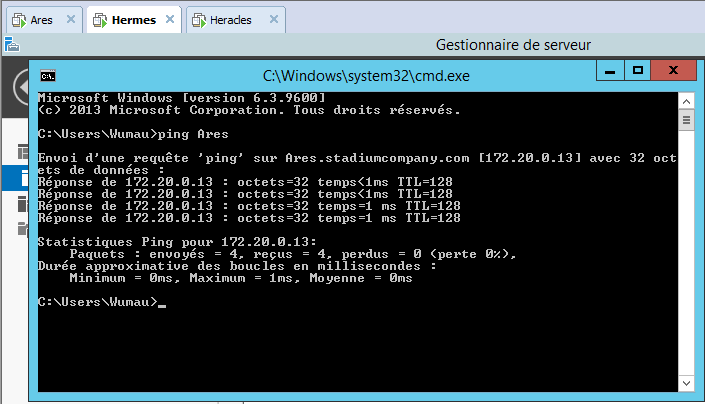 Ares
Hermes
Heracles
Gestionnaire de serveur
C:\Windows\system32\cmd.exe
Microsoft Windows [version 6.3.9600]
(c) 2013 Microsoft Corporation. Tous droits réservés.
C:\Users\Wumau>ping Ares
Envoi d'une requête 'ping' sur Ares.stadiumcompany.com [172.20.0.13] avec 32 oct
ets de données :
Réponse de 172.20.0.13 : octets=32 temps<1ms TTL=128
Réponse de 172.20.0.13 : octets=32 temps<1ms TTL=128
Réponse de 172.20.0.13 : octets=32 temps=1 ms TTL=128
Réponse de 172.20.0.13 : octets=32 temps=1 ms TTL=128
Statistiques Ping pour 172.20.0.13:
Paquets : envoyés = 4, reçus = 4, perdus = 0 (perte 0%),
Durée approximative des boucles en millisecondes :
Minimum = 0ms, Maximum = 1ms, Moyenne = 0ms
C:\Users\Wumau>_